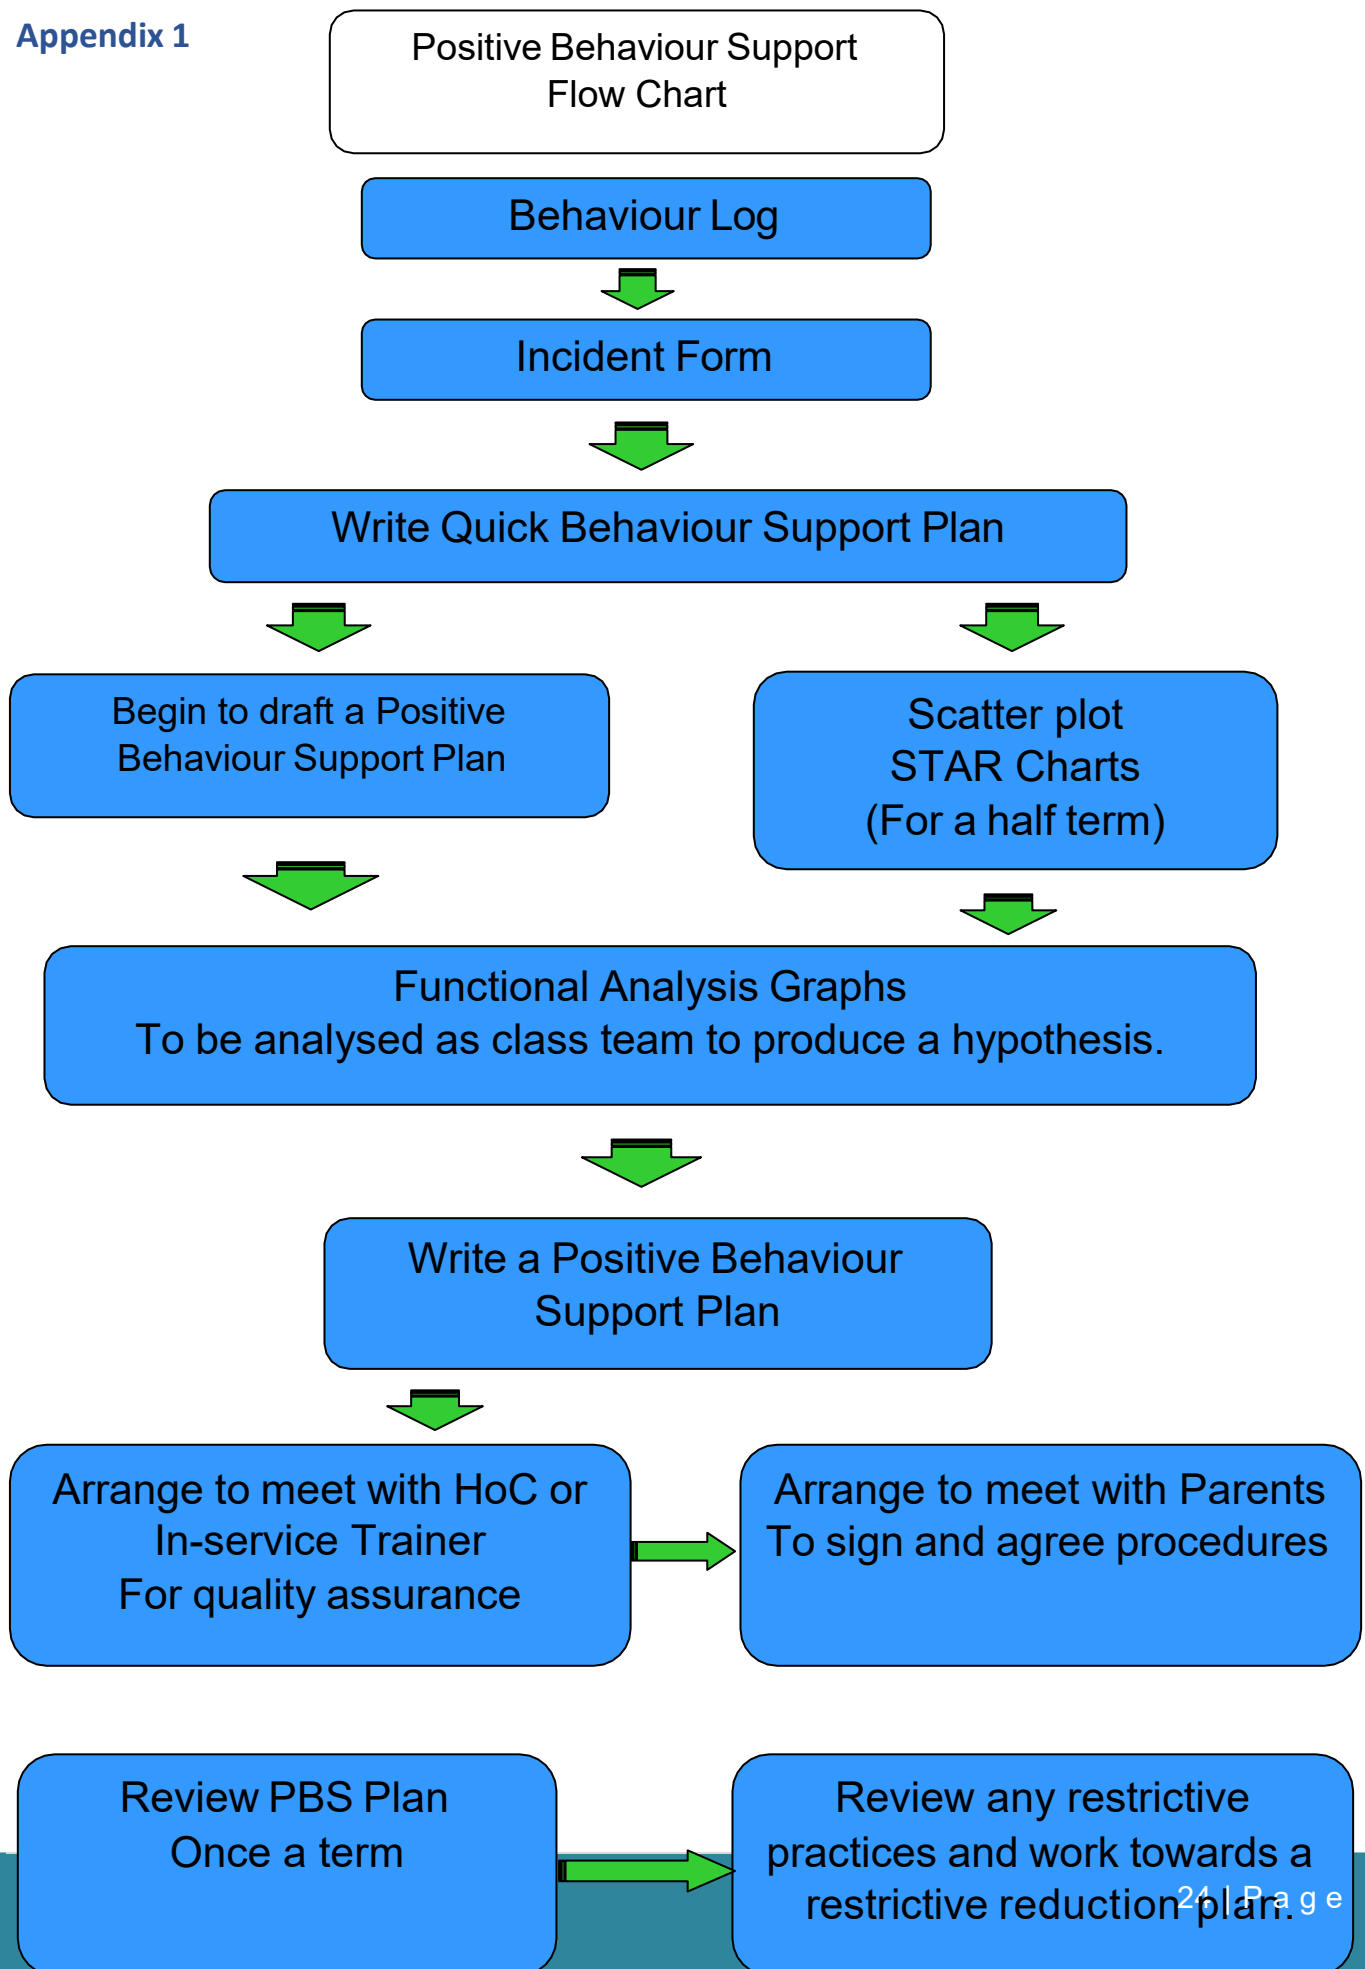 Appendix 1
Positive Behaviour Support
Flow Chart
Behaviour Log
Incident Form
Write Quick Behaviour Support Plan
Begin to draft a Positive
Behaviour Support Plan
Scatter plot
STAR Charts
(For a half term)
Functional Analysis Graphs
To be analysed as class team to produce a hypothesis.
Write a Positive Behaviour
Support Plan
Arrange to meet with HoC or
In-service Trainer
For quality assurance
Arrange to meet with Parents
To sign and agree procedures
Review PBS Plan
Once a term
Review any restrictive
practices and work towards a
restrictive reduction plan.
24 | P a g e